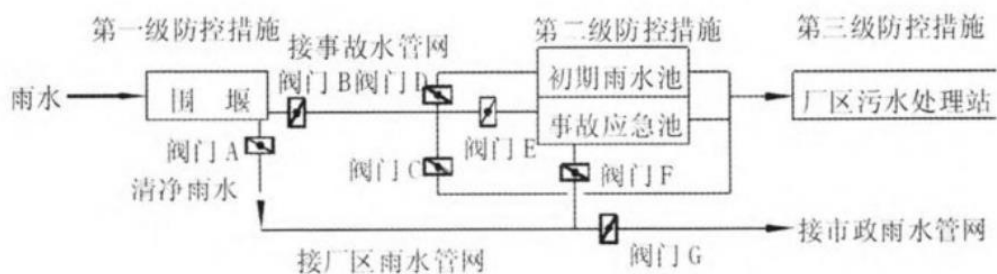 第一级防控措施
第二级防控措施
第三级防控措施
接事故水管网
阀门B阀门D
初期雨水池
雨水
围堰
厂区污水处理站
事故应急池
阀门A
阀门E
阀门C
阀门F
清净雨水
接市政雨水管网
接厂区雨水管网
阀门G